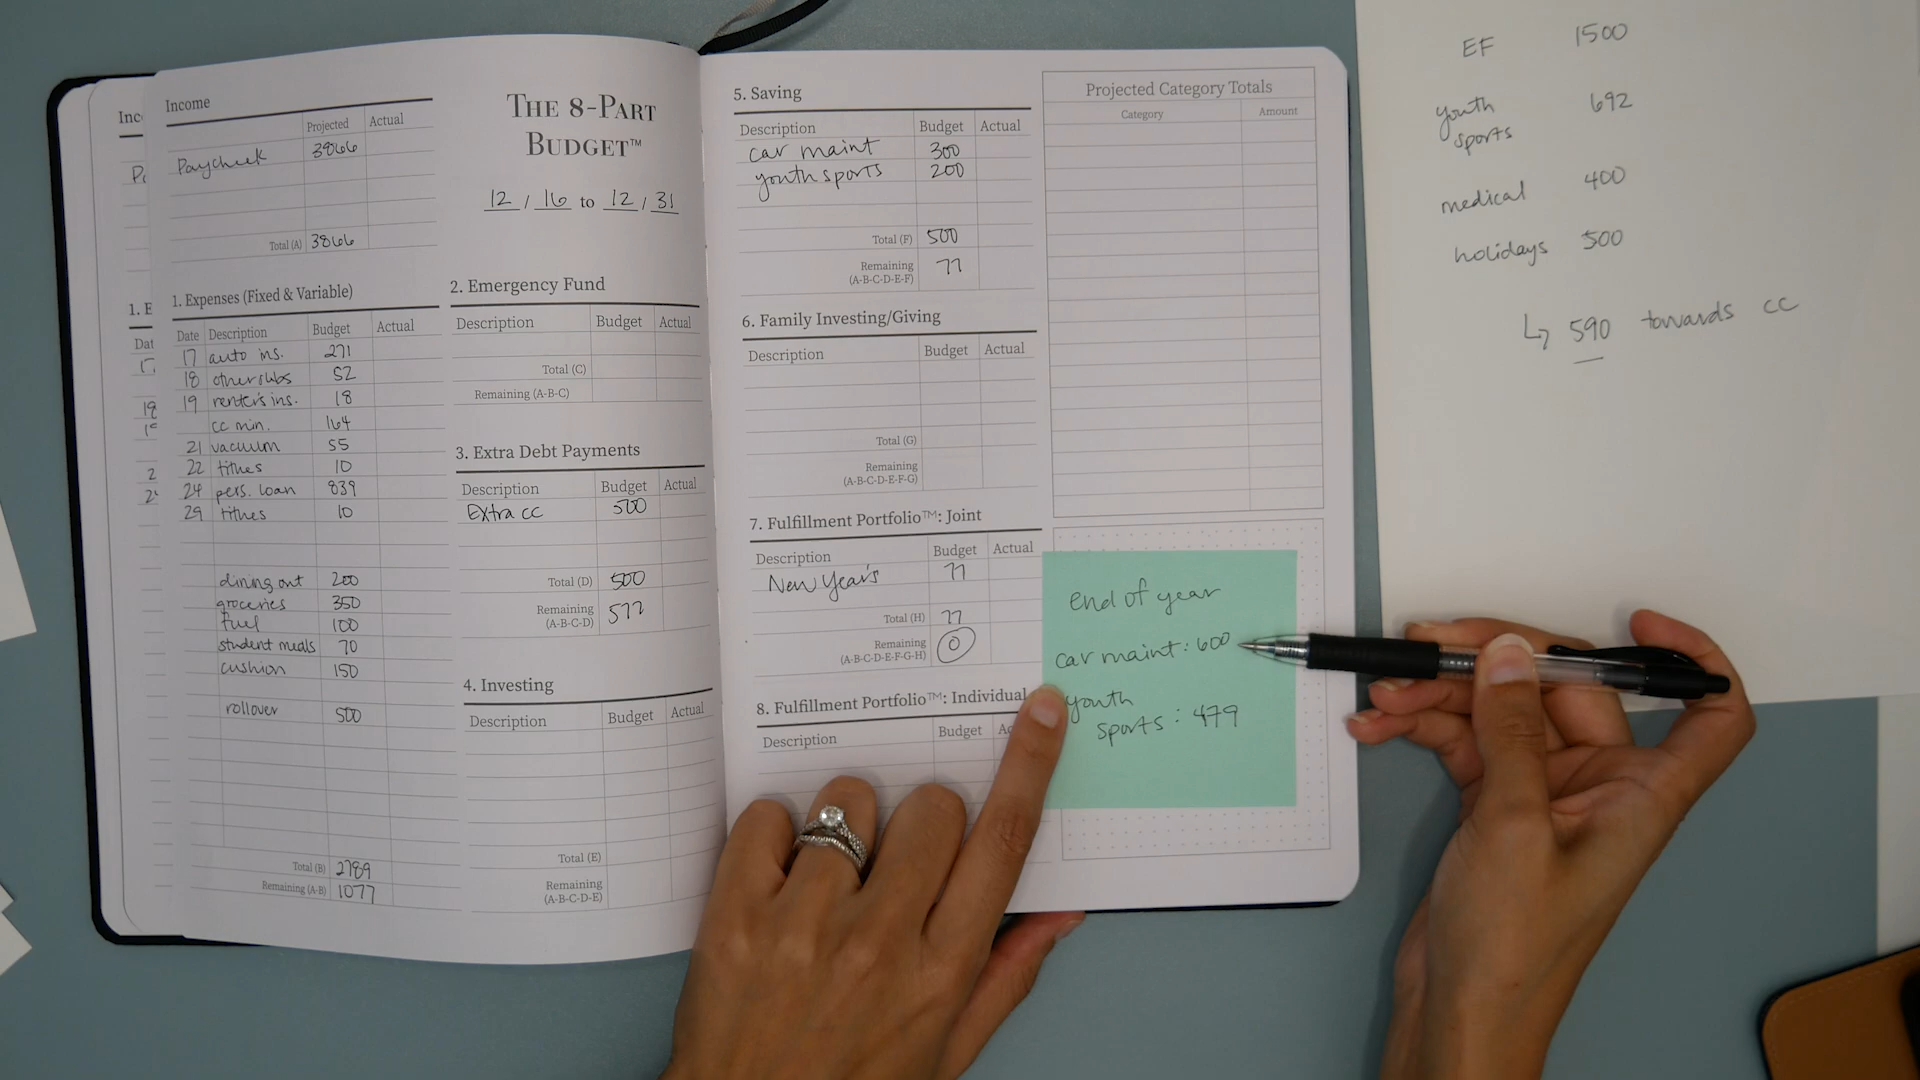 Inc
Pa
1. E
Dat
Income
Projected Actual
Paycheck 3866
Total (A) 3866
THE 8-PART
BUDGET™
12 / 16 to 12 / 31
1. Expenses (Fixed & Variable)
Date Description Budget Actual
17 auto ins. 271
18 other subs 52
19 renter's ins. 18
cc min. 164
21 vacuum 55
22 tithes 10
24 pers. loan 839
29 tithes 10
dining out 200
groceries 350
fuel 100
student meals 70
cushion 150
rollover 500
Total (B) 2789
Remaining (A-B) 1077
2. Emergency Fund
Description Budget Actual
Total (C)
Remaining (A-B-C)
3. Extra Debt Payments
Description Budget Actual
Extra cc 500
Total (D) 500
Remaining
(A-B-C-D) 577
4. Investing
Description Budget Actual
Total (E)
Remaining
(A-B-C-D-E)
5. Saving
Description Budget Actual
car maint 300
youth sports 200
Total (F) 500
Remaining 77
(A-B-C-D-E-F)
6. Family Investing/Giving
Description Budget Actual
Total (G)
Remaining
(A-B-C-D-E-F-G)
7. Fulfillment Portfolio™: Joint
Description Budget Actual
New Year's 77
Total (H) 77
Remaining 0
(A-B-C-D-E-F-G-H)
8. Fulfillment Portfolio™: Individual
Description Budget
Projected Category Totals
Category Amount
end of year
car maint: 600
youth
sports: 479
EF 1500
youth 692
sports
medical 400
holidays 500
↳ 590 towards cc